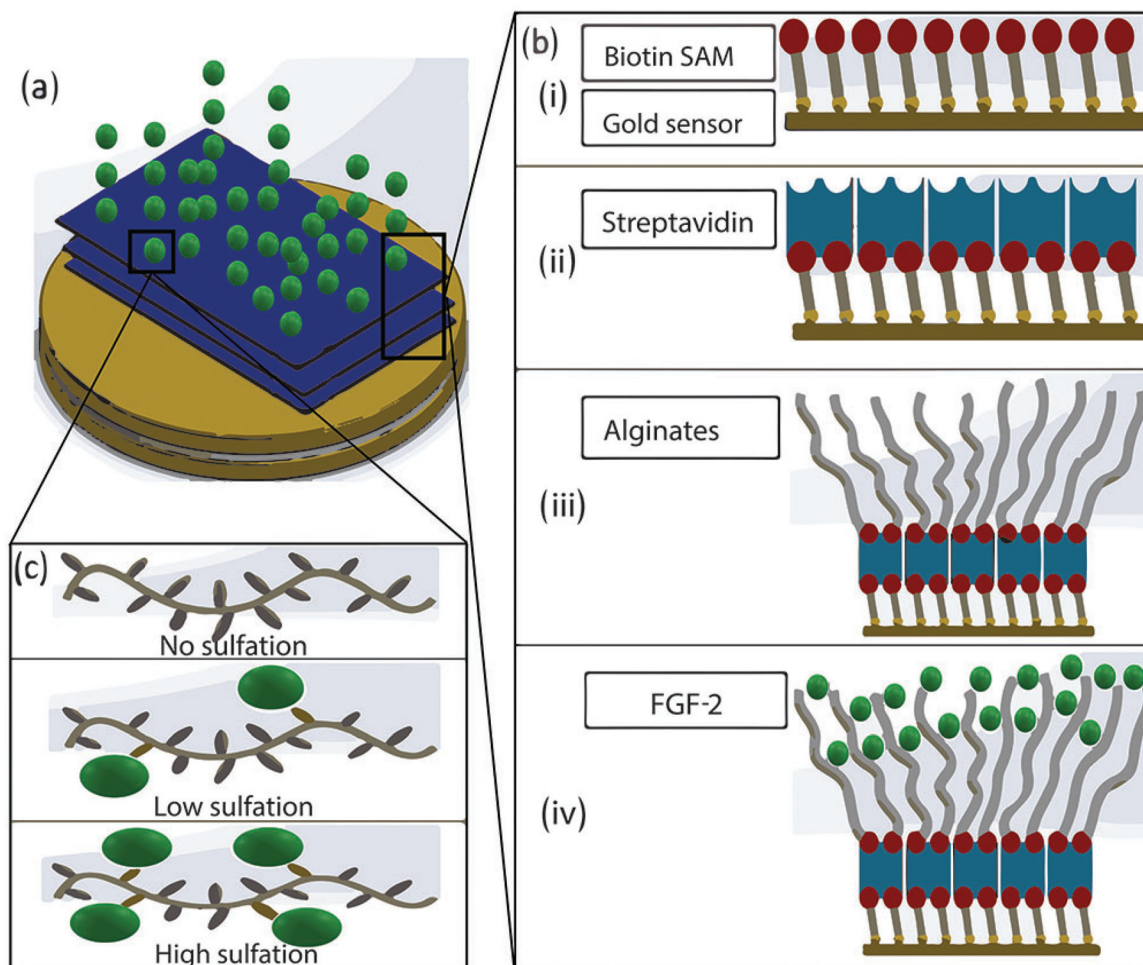 (a)
(b)
Biotin SAM
(i)
Gold sensor
Streptavidin
(ii)
Alginates
(iii)
FGF-2
(iv)
(c)
No sulfation
Low sulfation
High sulfation